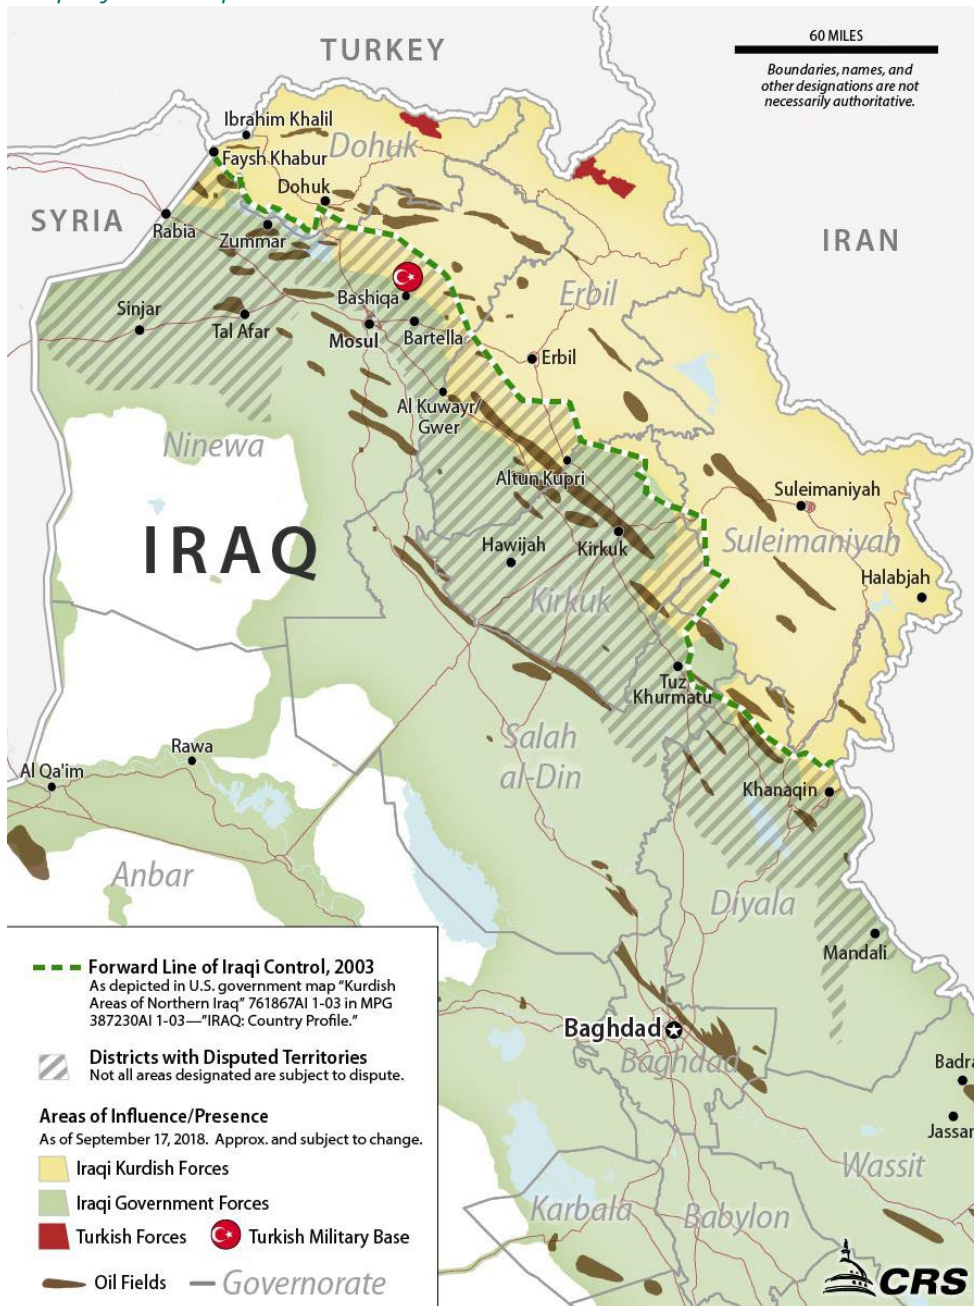 TURKEY
60 MILES
Boundaries, names, and
other designations are not
necessarily authoritative.
Ibrahim Khalil
Dohuk
Faysh Khabur
Dohuk
SYRIA
Rabia
Zummar
IRAN
Bashiqa
Erbil
Sinjar
Tal Afar
Mosul
Bartella
Erbil
Al Kuwayr/
Gwer
Ninewa
Altun Kupri
Suleimaniyah
IRAQ
Hawijah
Kirkuk
Suleimaniyah
Kirkuk
Halabjah
Tuz
Khurmatu
Salah
al-Din
Rawa
Al Qa'im
Khanaqin
Anbar
Diyala
Mandali
Forward Line of Iraqi Control, 2003
As depicted in U.S. government map "Kurdish
Areas of Northern Iraq" 761867AI 1-03 in MPG
387230AI 1-03—"IRAQ: Country Profile."
Districts with Disputed Territories
Not all areas designated are subject to dispute.
Areas of Influence/Presence
As of September 17, 2018. Approx. and subject to change.
Iraqi Kurdish Forces
Iraqi Government Forces
Turkish Forces
Turkish Military Base
Oil Fields
Governorate
Baghdad
Baghdad
Badra
Jassan
Wassit
Karbala
Babylon
CRS